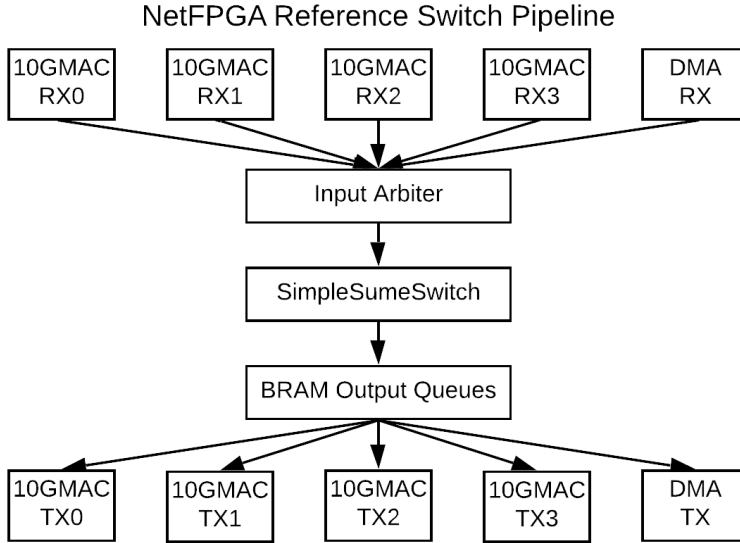 NetFPGA Reference Switch Pipeline
10GMAC
RX0
10GMAC
RX1
10GMAC
RX2
10GMAC
RX3
DMA
RX
Input Arbiter
SimpleSumeSwitch
BRAM Output Queues
10GMAC
TX0
10GMAC
TX1
10GMAC
TX2
10GMAC
TX3
DMA
TX